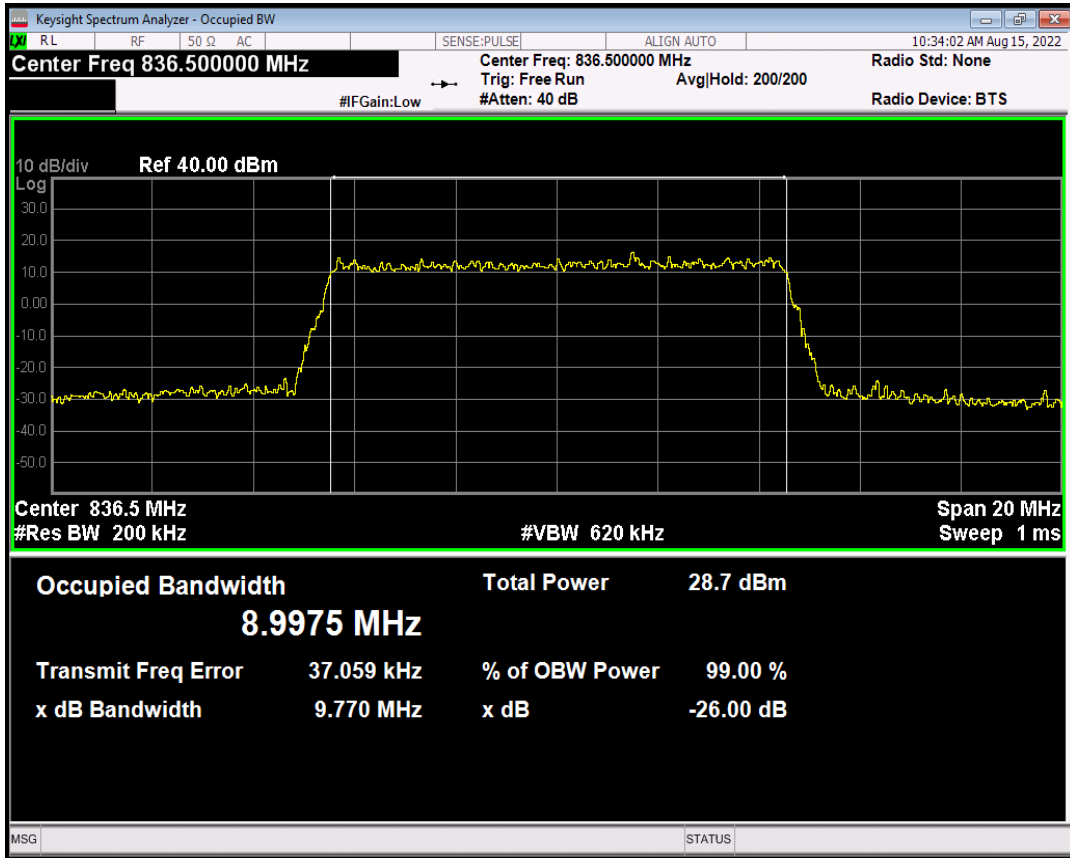 Keysight Spectrum Analyzer - Occupied BW
LXI RL RF 50 Ω AC SENSE:PULSE ALIGN AUTO 10:34:02 AM Aug 15, 2022
Center Freq 836.500000 MHz Center Freq: 836.500000 MHz Radio Std: None
Trig: Free Run Avg|Hold: 200/200
#IFGain:Low #Atten: 40 dB Radio Device: BTS
10 dB/div Ref 40.00 dBm
Log
30.0
20.0
10.0
0.00
-10.0
-20.0
-30.0
-40.0
-50.0
Center 836.5 MHz Span 20 MHz
#Res BW 200 kHz #VBW 620 kHz Sweep 1 ms
Occupied Bandwidth Total Power 28.7 dBm
8.9975 MHz
Transmit Freq Error 37.059 kHz % of OBW Power 99.00 %
x dB Bandwidth 9.770 MHz x dB -26.00 dB
MSG STATUS